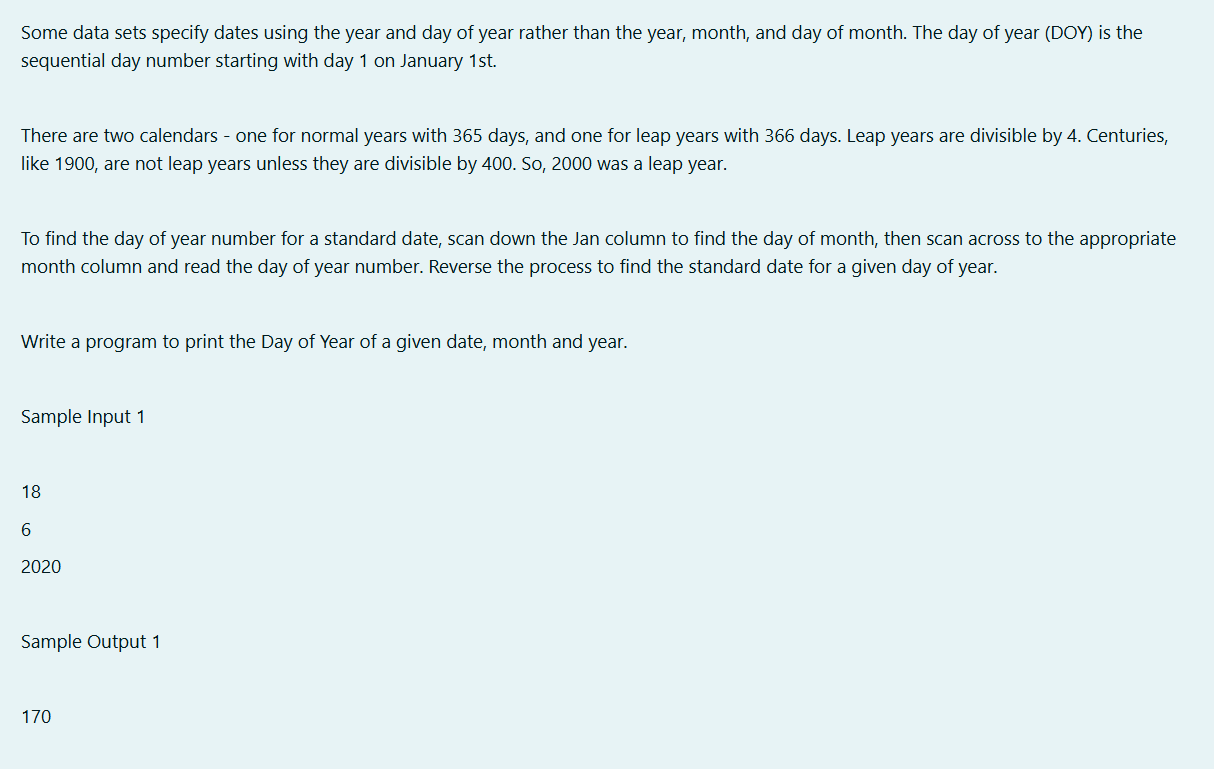 Some data sets specify dates using the year and day of year rather than the year, month, and day of month. The day of year (DOY) is the
sequential day number starting with day 1 on January 1st.
There are two calendars - one for normal years with 365 days, and one for leap years with 366 days. Leap years are divisible by 4. Centuries,
like 1900, are not leap years unless they are divisible by 400. So, 2000 was a leap year.
To find the day of year number for a standard date, scan down the Jan column to find the day of month, then scan across to the appropriate
month column and read the day of year number. Reverse the process to find the standard date for a given day of year.
Write a program to print the Day of Year of a given date, month and year.
Sample Input 1
18
6
2020
Sample Output 1
170